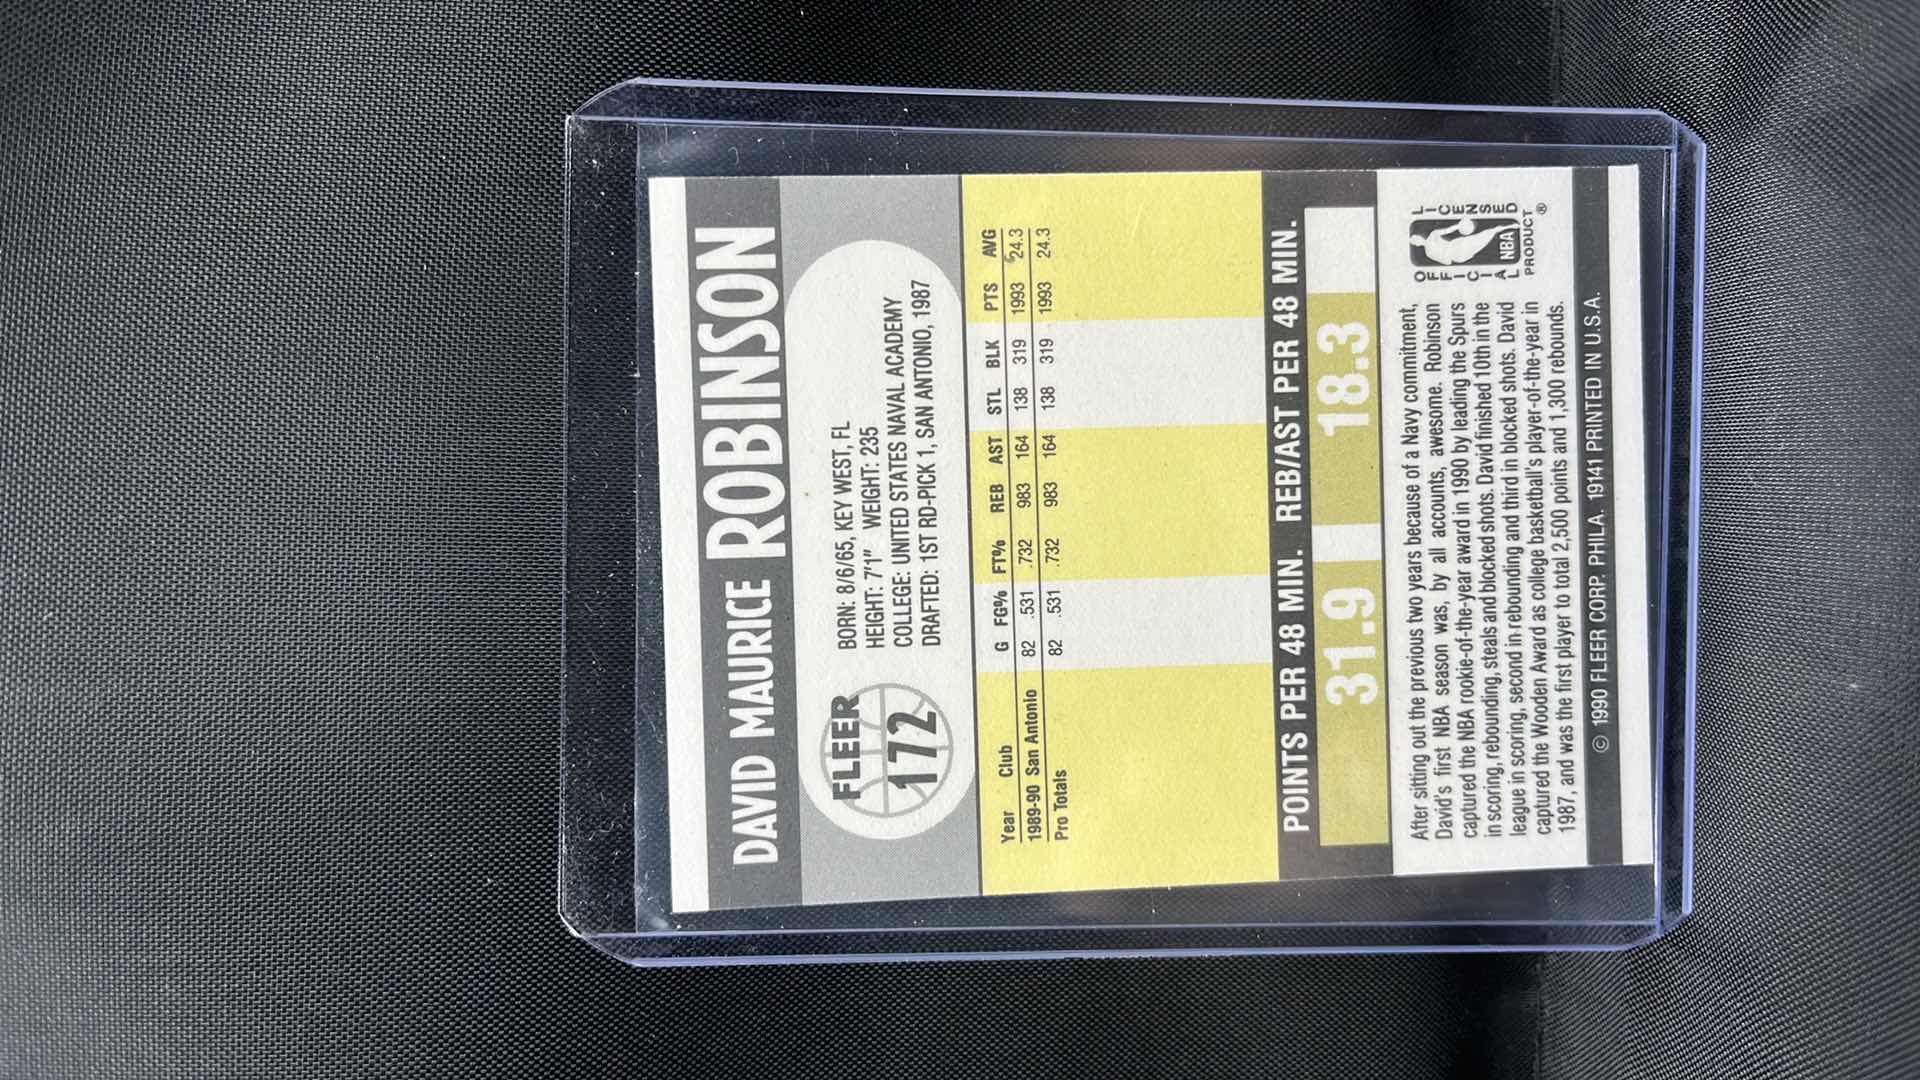 DAVID MAURICE ROBINSON
FLEER
172
BORN: 8/6/65, KEY WEST, FL
HEIGHT: 7'1" WEIGHT: 235
COLLEGE: UNITED STATES NAVAL ACADEMY
DRAFTED: 1ST RD-PICK 1, SAN ANTONIO, 1987
Year Club G FG% FT% REB AST STL BLK PTS AVG
1989-90 San Antonio 82 .531 .732 983 164 138 319 1993 24.3
Pro Totals 82 .531 .732 983 164 138 319 1993 24.3
POINTS PER 48 MIN. REB/AST PER 48 MIN.
31.9 18.3
After sitting out the previous two years because of a Navy commitment,
David's first NBA season was, by all accounts, awesome. Robinson
captured the NBA rookie-of-the-year award in 1990 by leading the Spurs
in scoring, rebounding, steals and blocked shots. David finished 10th in the
league in scoring, second in rebounding and third in blocked shots. David
captured the Wooden Award as college basketball's player-of-the-year in
1987, and was the first player to total 2,500 points and 1,300 rebounds.
OFFICIAL LICENSED
NBA
PRODUCT ®
© 1990 FLEER CORP. PHILA. 19141 PRINTED IN U.S.A.